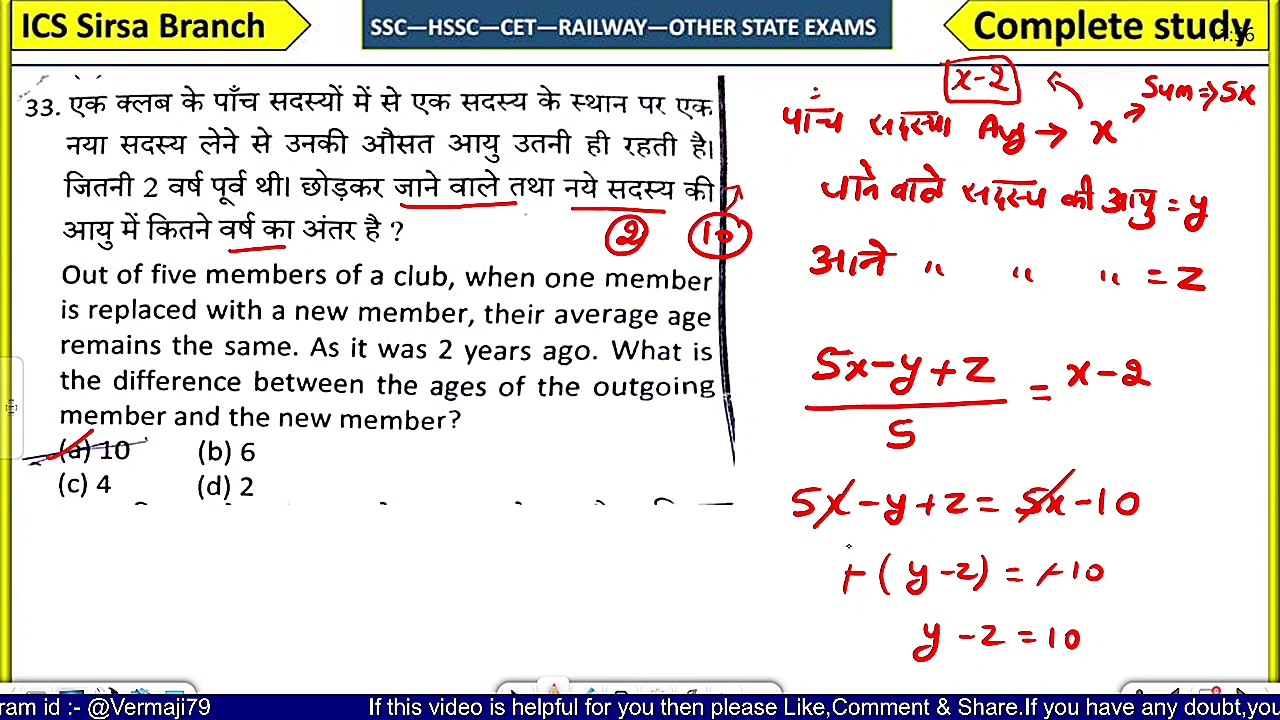 ICS Sirsa Branch
SSC—HSSC—CET—RAILWAY—OTHER STATE EXAMS
Complete study
33. एक क्लब के पाँच सदस्यों में से एक सदस्य के स्थान पर एक
नया सदस्य लेने से उनकी औसत आयु उतनी ही रहती है।
जितनी 2 वर्ष पूर्व थी। छोड़कर जाने वाले तथा नये सदस्य की
आयु में कितने वर्ष का अंतर है ?
2 10
Out of five members of a club, when one member
is replaced with a new member, their average age
remains the same. As it was 2 years ago. What is
the difference between the ages of the outgoing
member and the new member?
(a) 10 (b) 6
(c) 4 (d) 2
x-2
Sum ⇒ 5x
पाँच सदस्यो Avg → x
जाने वाले सदस्य की आयु = y
आने " " " = z
5x-y+z
5
= x-2
5x-y+z = 5x-10
+(y-z) = -10
y-z=10
ram id :- @Vermaji79
If this video is helpful for you then please Like,Comment & Share.If you have any doubt,you